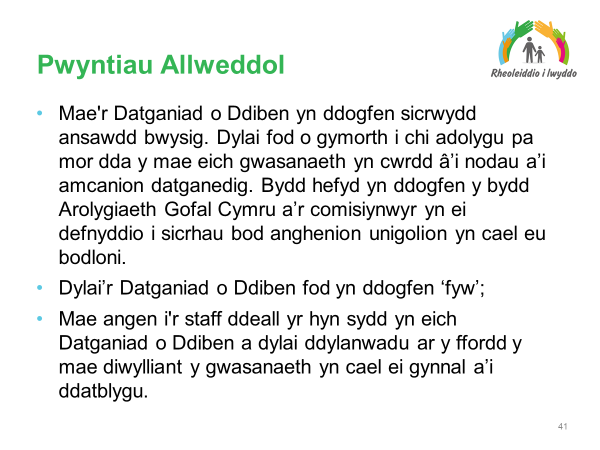 Pwyntiau Allweddol
Rheoleiddio i lwyddo
• Mae'r Datganiad o Ddiben yn ddogfen sicrwydd
ansawdd bwysig. Dylai fod o gymorth i chi adolygu pa
mor dda y mae eich gwasanaeth yn cwrdd â’i nodau a’i
amcanion datganedig. Bydd hefyd yn ddogfen y bydd
Arolygiaeth Gofal Cymru a’r comisiynwyr yn ei
defnyddio i sicrhau bod anghenion unigolion yn cael eu
bodloni.
• Dylai’r Datganiad o Ddiben fod yn ddogfen ‘fyw’;
• Mae angen i'r staff ddeall yr hyn sydd yn eich
Datganiad o Ddiben a dylai ddylanwadu ar y ffordd y
mae diwylliant y gwasanaeth yn cael ei gynnal a’i
ddatblygu.
41